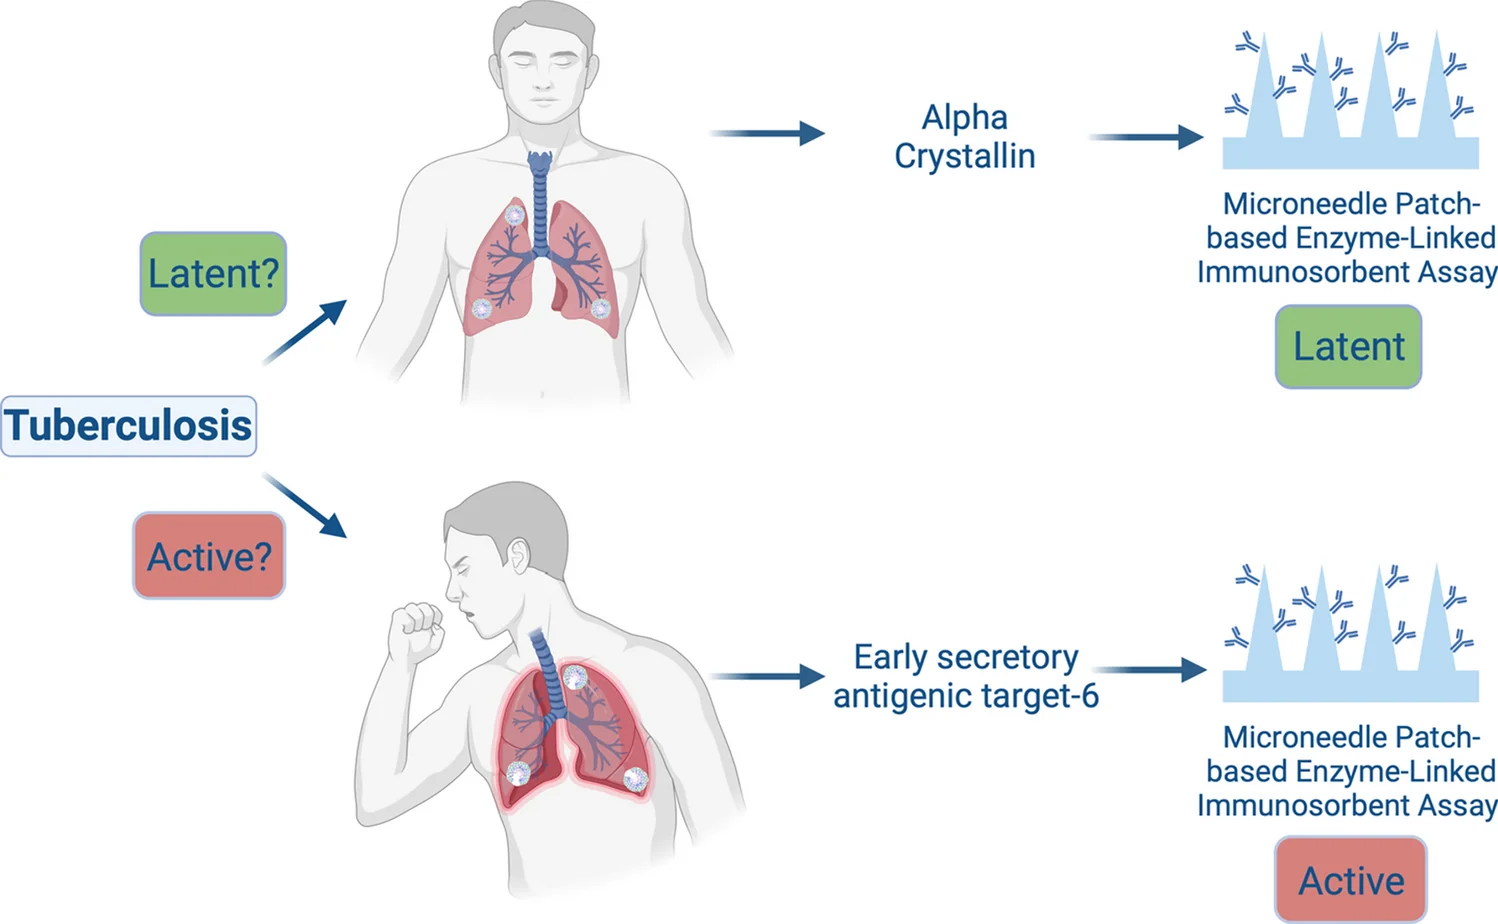 Latent?
Tuberculosis
Active?
Alpha
Crystallin
Microneedle Patch-
based Enzyme-Linked
Immunosorbent Assay
Latent
Early secretory
antigenic target-6
Microneedle Patch-
based Enzyme-Linked
Immunosorbent Assay
Active